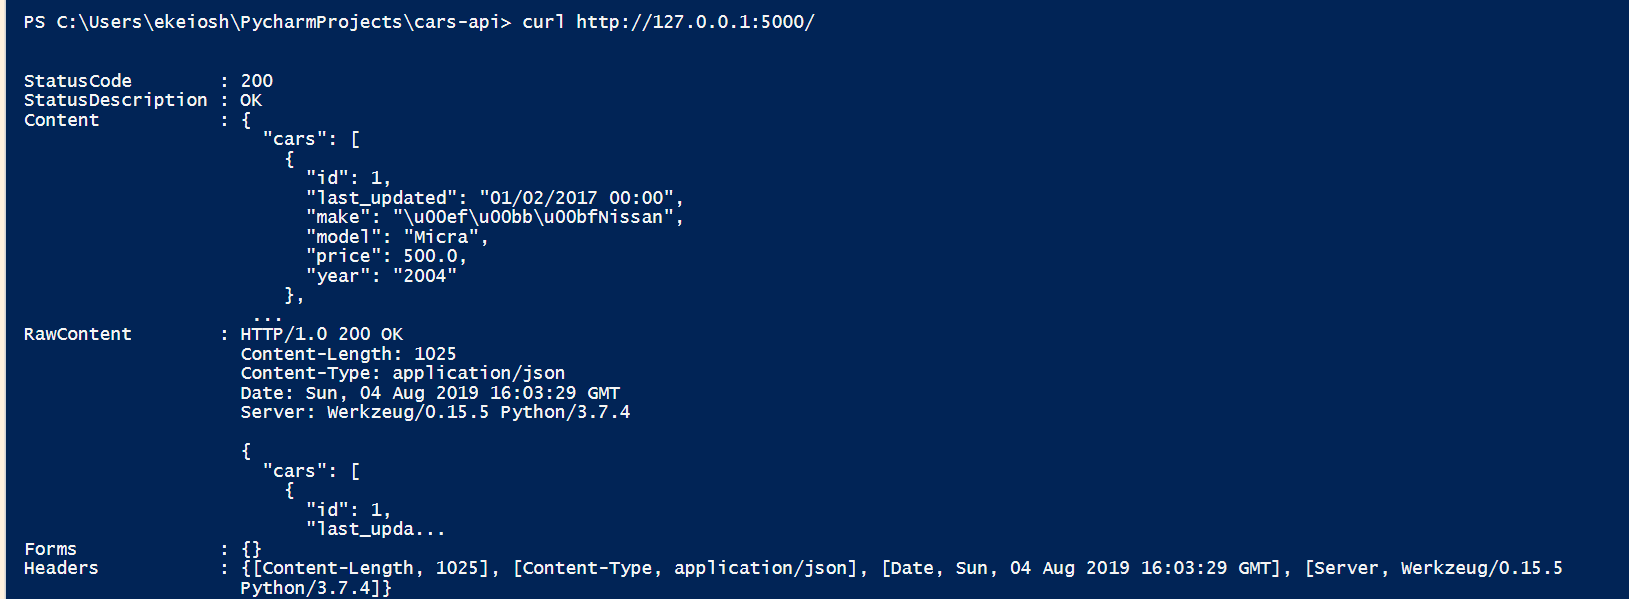 PS C:\Users\ekeiosh\PycharmProjects\cars-api> curl http://127.0.0.1:5000/
StatusCode        : 200
StatusDescription : OK
Content           : {
                      "cars": [
                        {
                          "id": 1,
                          "last_updated": "01/02/2017 00:00",
                          "make": "\u00ef\u00bb\u00bfNissan",
                          "model": "Micra",
                          "price": 500.0,
                          "year": "2004"
                        },
                     ...
RawContent        : HTTP/1.0 200 OK
                    Content-Length: 1025
                    Content-Type: application/json
                    Date: Sun, 04 Aug 2019 16:03:29 GMT
                    Server: Werkzeug/0.15.5 Python/3.7.4
                    {
                      "cars": [
                        {
                          "id": 1,
                          "last_upda...
Forms             : {}
Headers           : {[Content-Length, 1025], [Content-Type, application/json], [Date, Sun, 04 Aug 2019 16:03:29 GMT], [Server, Werkzeug/0.15.5
                    Python/3.7.4]}